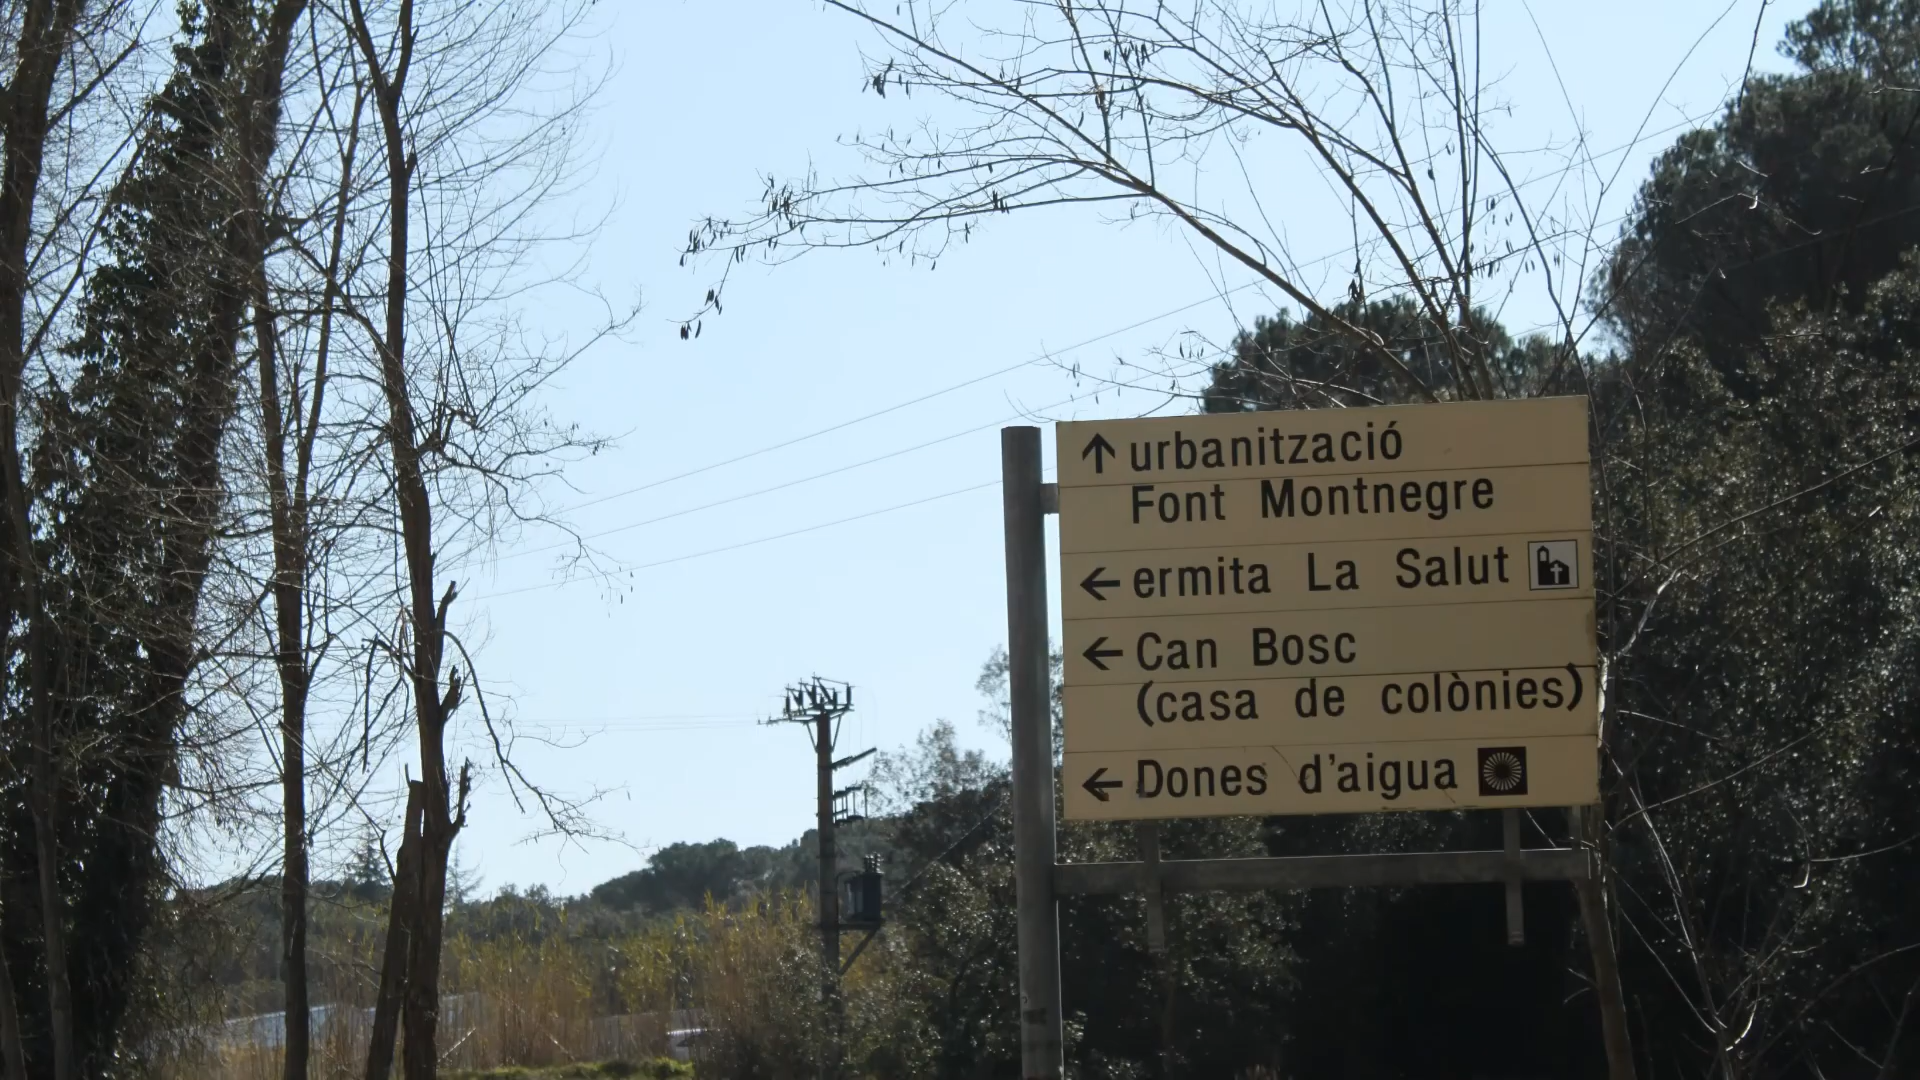 urbanització
Font Montnegre
ermita La Salut
Can Bosc
(casa de colònies)
Dones d'aigua